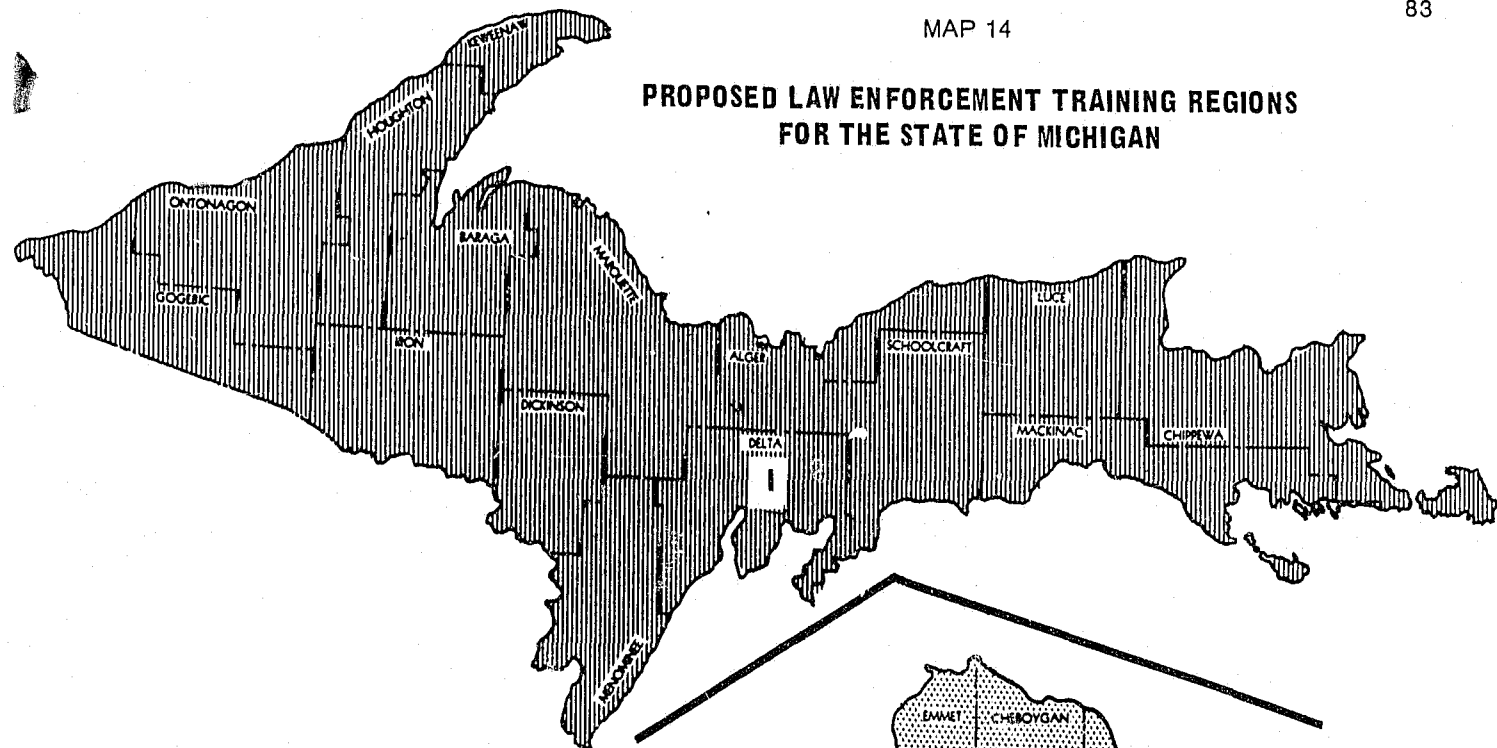 83
MAP 14
PROPOSED LAW ENFORCEMENT TRAINING REGIONS
FOR THE STATE OF MICHIGAN
KEWEENAW
HOUGHTON
ONTONAGON
BARAGA
MARQUETTE
GOGEBIC
LUCE
IRON
ALGER
SCHOOLCRAFT
DICKINSON
MACKINAC
CHIPPEWA
DELTA
I
MENOMINEE
EMMET
CHEBOYGAN